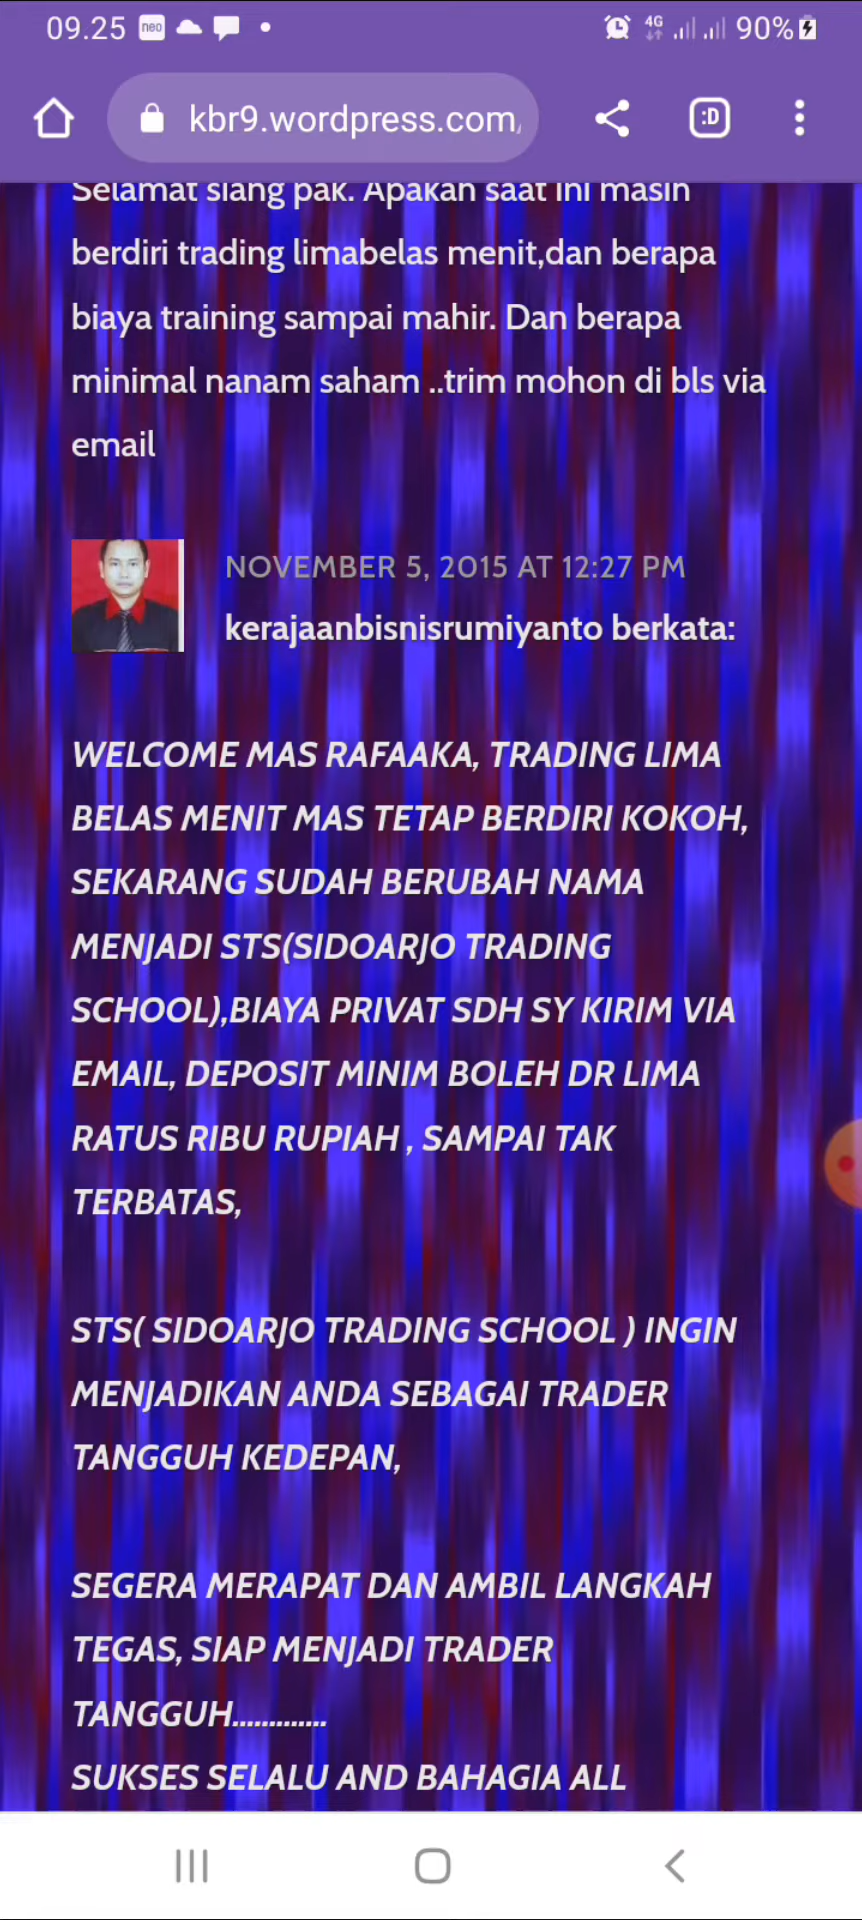 09.25 neo 4G 90%
kbr9.wordpress.com,
:D
Selamat siang pak. Apakah saat ini masih
berdiri trading limabelas menit,dan berapa
biaya training sampai mahir. Dan berapa
minimal nanam saham ..trim mohon di bls via
email
NOVEMBER 5, 2015 AT 12:27 PM
kerajaanbisnisrumiyanto berkata:
WELCOME MAS RAFAAKA, TRADING LIMA
BELAS MENIT MAS TETAP BERDIRI KOKOH,
SEKARANG SUDAH BERUBAH NAMA
MENJADI STS(SIDOARJO TRADING
SCHOOL),BIAYA PRIVAT SDH SY KIRIM VIA
EMAIL, DEPOSIT MINIM BOLEH DR LIMA
RATUS RIBU RUPIAH , SAMPAI TAK
TERBATAS,
STS( SIDOARJO TRADING SCHOOL ) INGIN
MENJADIKAN ANDA SEBAGAI TRADER
TANGGUH KEDEPAN,
SEGERA MERAPAT DAN AMBIL LANGKAH
TEGAS, SIAP MENJADI TRADER
TANGGUH.............
SUKSES SELALU AND BAHAGIA ALL